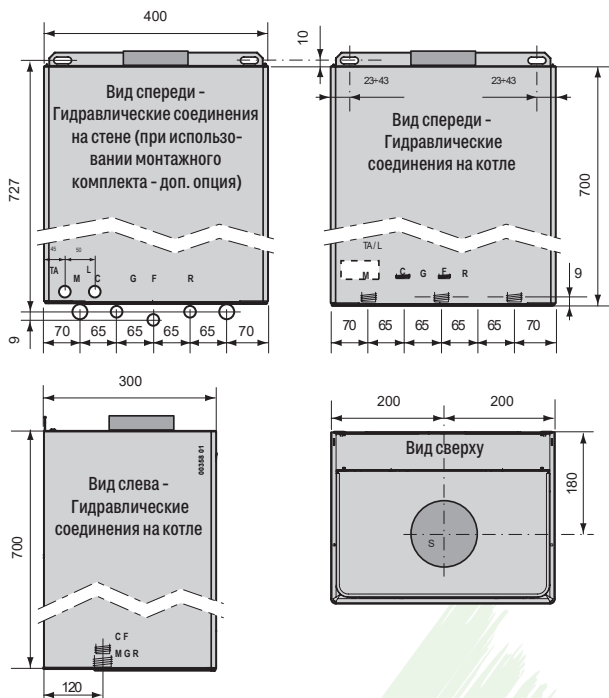 400
10
Вид спереди -
Гидравлические соединения
на стене (при использо-
вании монтажного
комплекта - доп. опция)
727
45
50
TA
L
M C G F R
9
70 65 65 65 65 70
23÷43
23÷43
Вид спереди -
Гидравлические
соединения на котле
700
TA/L
M C G F R
9
70 65 65 65 65 70
300
00358 01
Вид слева -
Гидравлические
соединения на котле
700
C F
M G R
120
200 200
Вид сверху
180
S